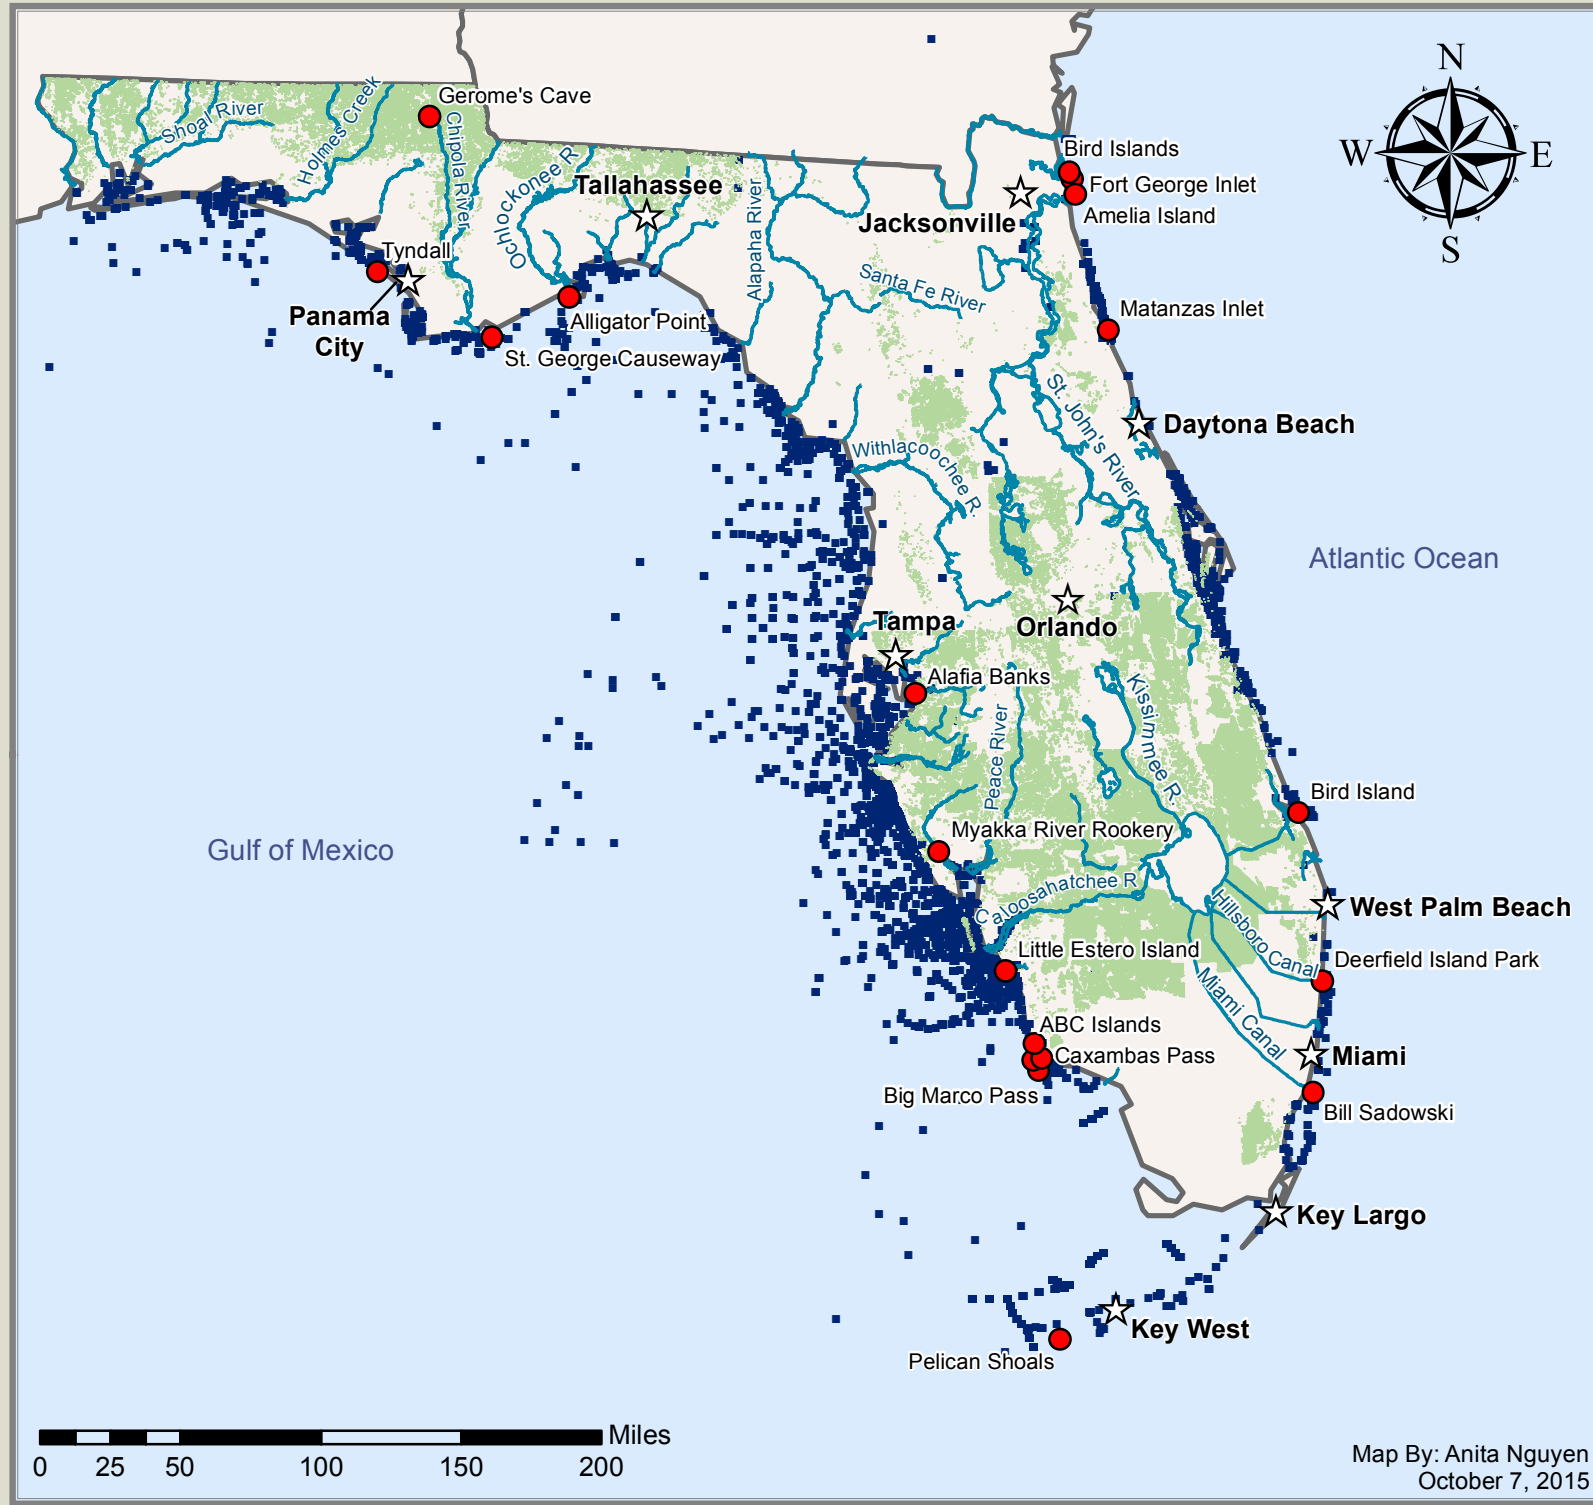 N
W
E
S
Gerome's Cave
Shoal River
Holmes Creek
Chipola River
Ochlockonee R
Tallahassee
Alapaha River
Bird Islands
Fort George Inlet
Amelia Island
Jacksonville
Tyndall
Panama
City
Santa Fe River
Matanzas Inlet
Alligator Point
St. George Causeway
St. John's River
Daytona Beach
Withlacoochee R.
Atlantic Ocean
Tampa
Orlando
Alafia Banks
Kissimmee R.
Peace River
Bird Island
Gulf of Mexico
Myakka River Rookery
Caloosahatchee R
Hillsboro Canal
West Palm Beach
Little Estero Island
Deerfield Island Park
Miami Canal
ABC Islands
Caxambas Pass
Miami
Big Marco Pass
Bill Sadowski
Key Largo
Key West
Pelican Shoals
Miles
0 25 50 100 150 200
Map By: Anita Nguyen
October 7, 2015